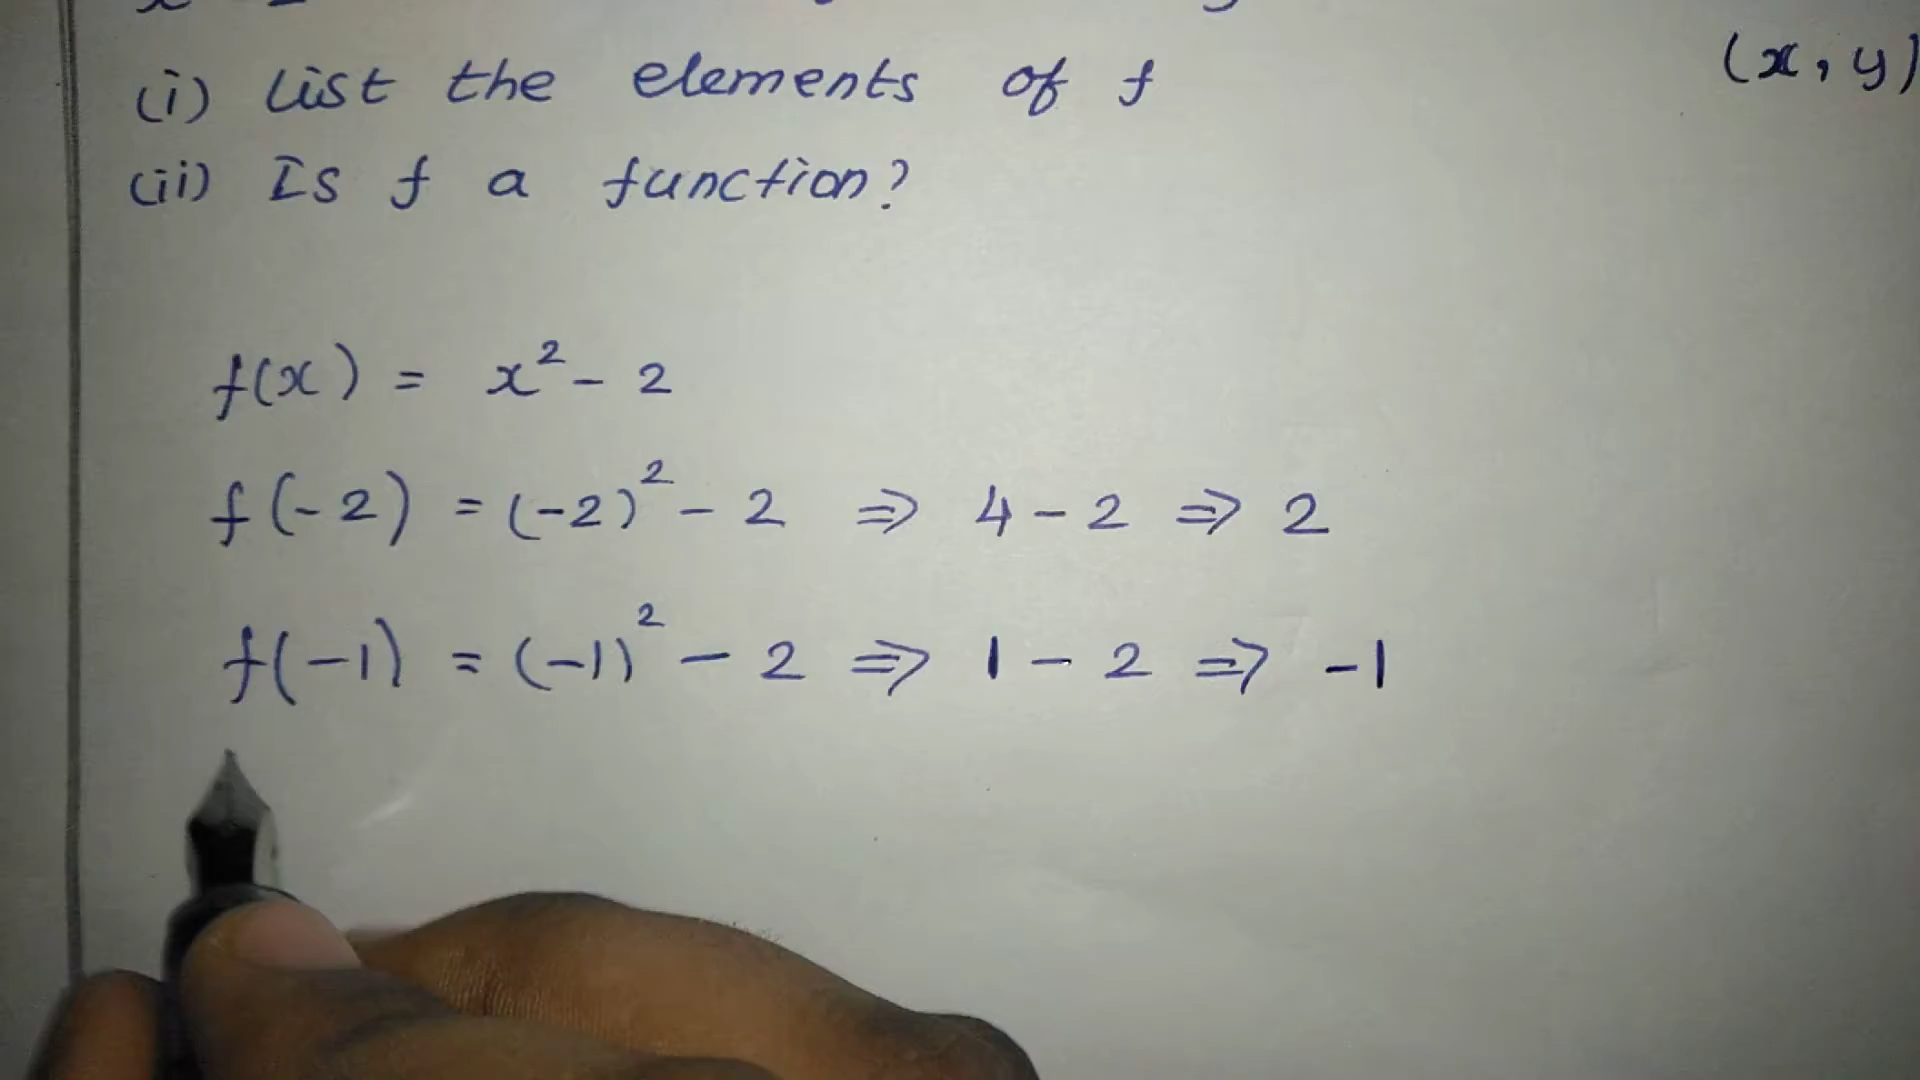 (x, y)
(i) List the elements of f
(ii) Is f a function?
f(x) = x² - 2
f(-2) = (-2)² - 2 ⇒ 4 - 2 ⇒ 2
f(-1) = (-1)² - 2 ⇒ 1 - 2 ⇒ -1